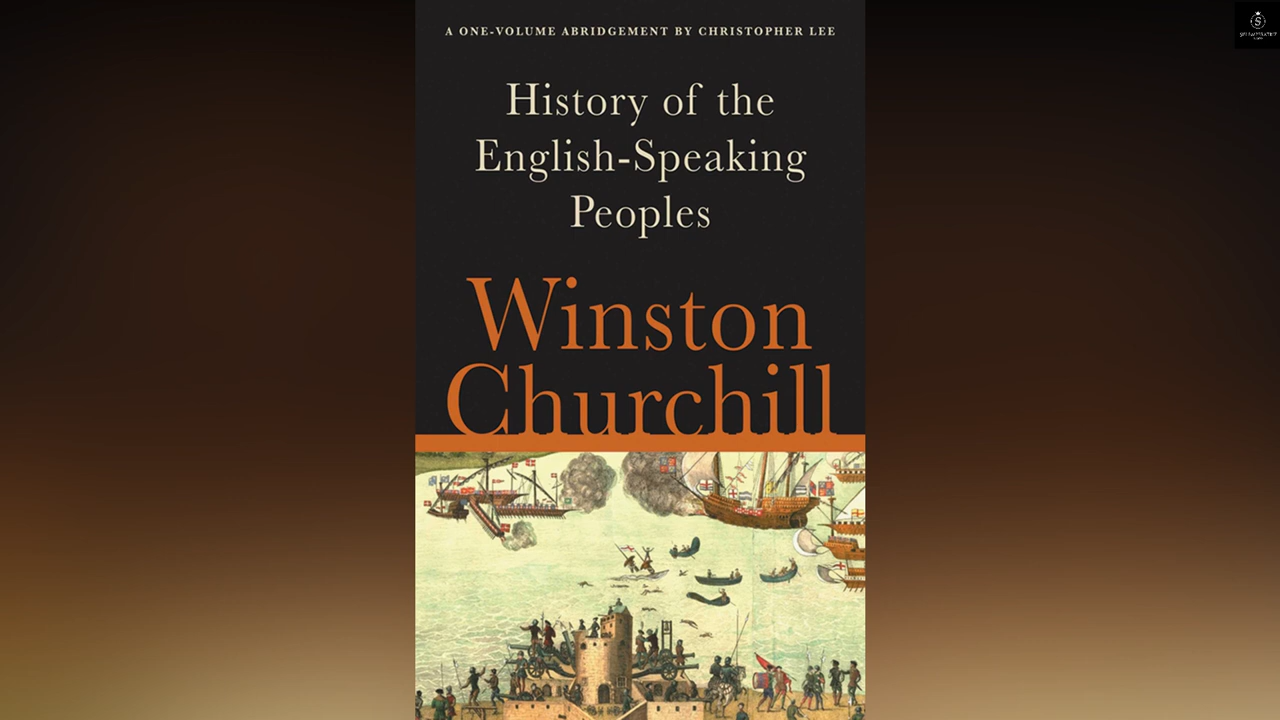 A ONE-VOLUME ABRIDGEMENT BY CHRISTOPHER LEE
History of the
English-Speaking
Peoples
Winston
Churchill